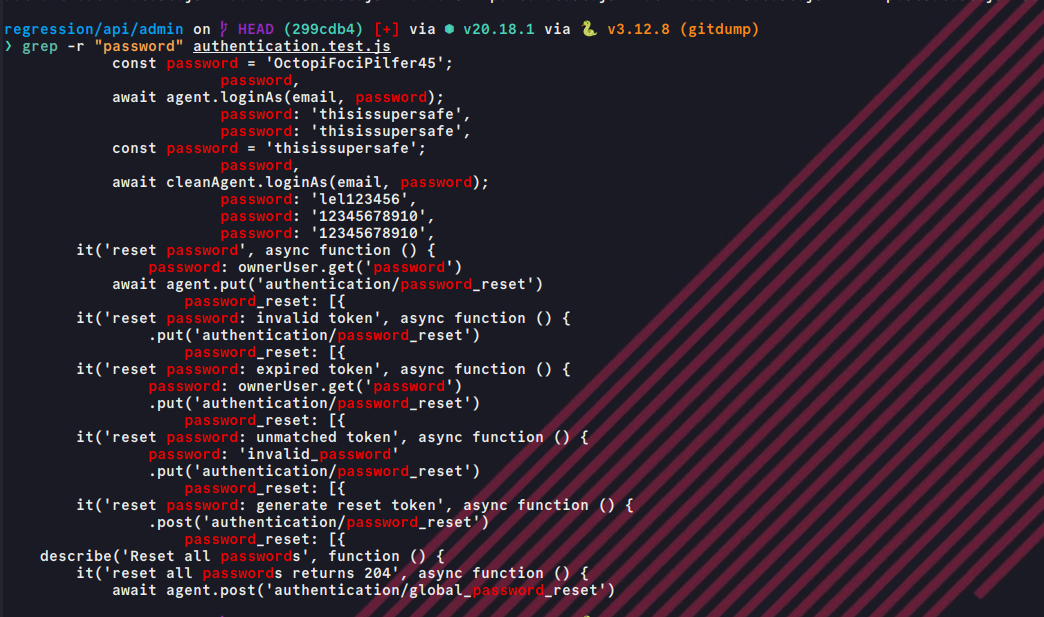 regression/api/admin on HEAD (299cdb4) [+] via v20.18.1 via v3.12.8 (gitdump)
❯ grep -r "password" authentication.test.js
            const password = 'OctopiFociPilfer45';
                        password,
            await agent.loginAs(email, password);
                        password: 'thisissupersafe',
                        password: 'thisissupersafe',
            const password = 'thisissupersafe';
                        password,
            await cleanAgent.loginAs(email, password);
                        password: 'lel123456',
                        password: '12345678910',
                        password: '12345678910',
        it('reset password', async function () {
                password: ownerUser.get('password')
            await agent.put('authentication/password_reset')
                    password_reset: [{
        it('reset password: invalid token', async function () {
                .put('authentication/password_reset')
                    password_reset: [{
        it('reset password: expired token', async function () {
                password: ownerUser.get('password')
                .put('authentication/password_reset')
                    password_reset: [{
        it('reset password: unmatched token', async function () {
                password: 'invalid_password'
                .put('authentication/password_reset')
                    password_reset: [{
        it('reset password: generate reset token', async function () {
                .post('authentication/password_reset')
                    password_reset: [{
    describe('Reset all passwords', function () {
        it('reset all passwords returns 204', async function () {
            await agent.post('authentication/global_password_reset')